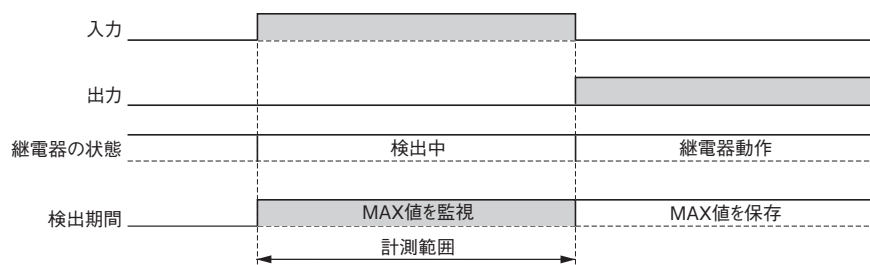 入力
出力
継電器の状態
検出中
継電器動作
検出期間
MAX値を監視
MAX値を保存
計測範囲